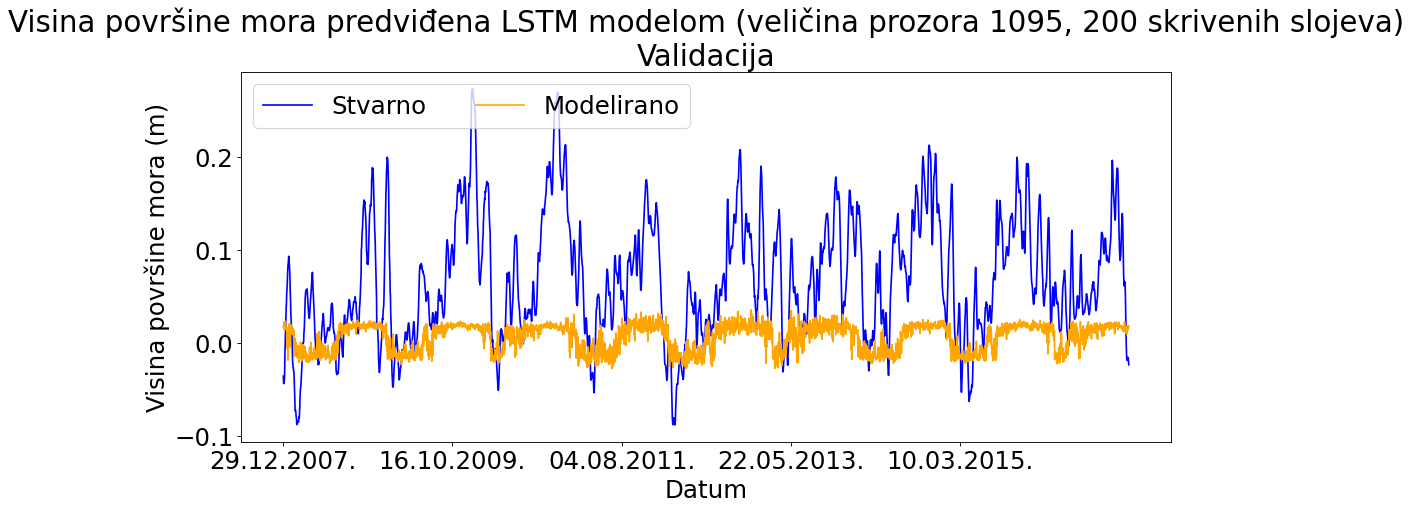 Visina površine mora predviđena LSTM modelom (veličina prozora 1095, 200 skrivenih slojeva)
Validacija
Stvarno Modelirano
Visina površine mora (m)
0.2
0.1
0.0
−0.1
29.12.2007. 16.10.2009. 04.08.2011. 22.05.2013. 10.03.2015.
Datum